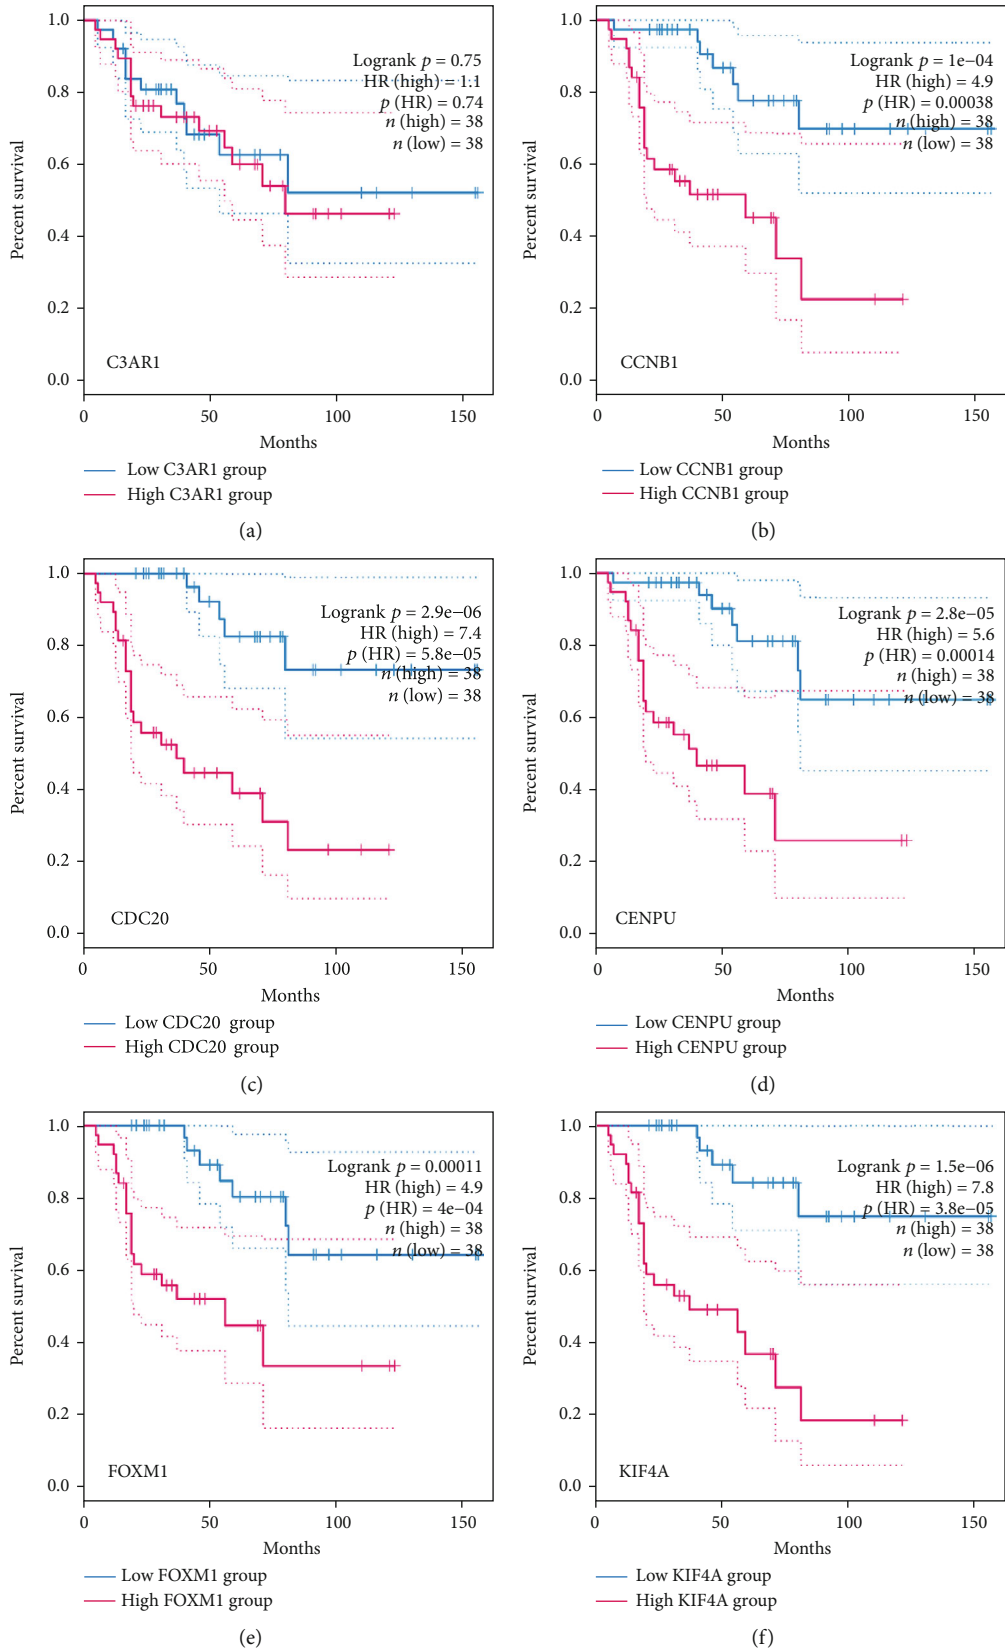 1.0
0.8
0.6
0.4
0.2
0.0
Percent survival
Logrank p = 0.75
HR (high) = 1.1
p (HR) = 0.74
n (high) = 38
n (low) = 38
C3AR1
0 50 100 150
Months
Low C3AR1 group
High C3AR1 group
(a)
1.0
0.8
0.6
0.4
0.2
0.0
Percent survival
Logrank p = 1e−04
HR (high) = 4.9
p (HR) = 0.00038
n (high) = 38
n (low) = 38
CCNB1
0 50 100 150
Months
Low CCNB1 group
High CCNB1 group
(b)
1.0
0.8
0.6
0.4
0.2
0.0
Percent survival
Logrank p = 2.9e−06
HR (high) = 7.4
p (HR) = 5.8e−05
n (high) = 38
n (low) = 38
CDC20
0 50 100 150
Months
Low CDC20 group
High CDC20 group
(c)
1.0
0.8
0.6
0.4
0.2
0.0
Percent survival
Logrank p = 2.8e−05
HR (high) = 5.6
p (HR) = 0.00014
n (high) = 38
n (low) = 38
CENPU
0 50 100 150
Months
Low CENPU group
High CENPU group
(d)
1.0
0.8
0.6
0.4
0.2
0.0
Percent survival
Logrank p = 0.00011
HR (high) = 4.9
p (HR) = 4e−04
n (high) = 38
n (low) = 38
FOXM1
0 50 100 150
Months
Low FOXM1 group
High FOXM1 group
(e)
1.0
0.8
0.6
0.4
0.2
0.0
Percent survival
Logrank p = 1.5e−06
HR (high) = 7.8
p (HR) = 3.8e−05
n (high) = 38
n (low) = 38
KIF4A
0 50 100 150
Months
Low KIF4A group
High KIF4A group
(f)